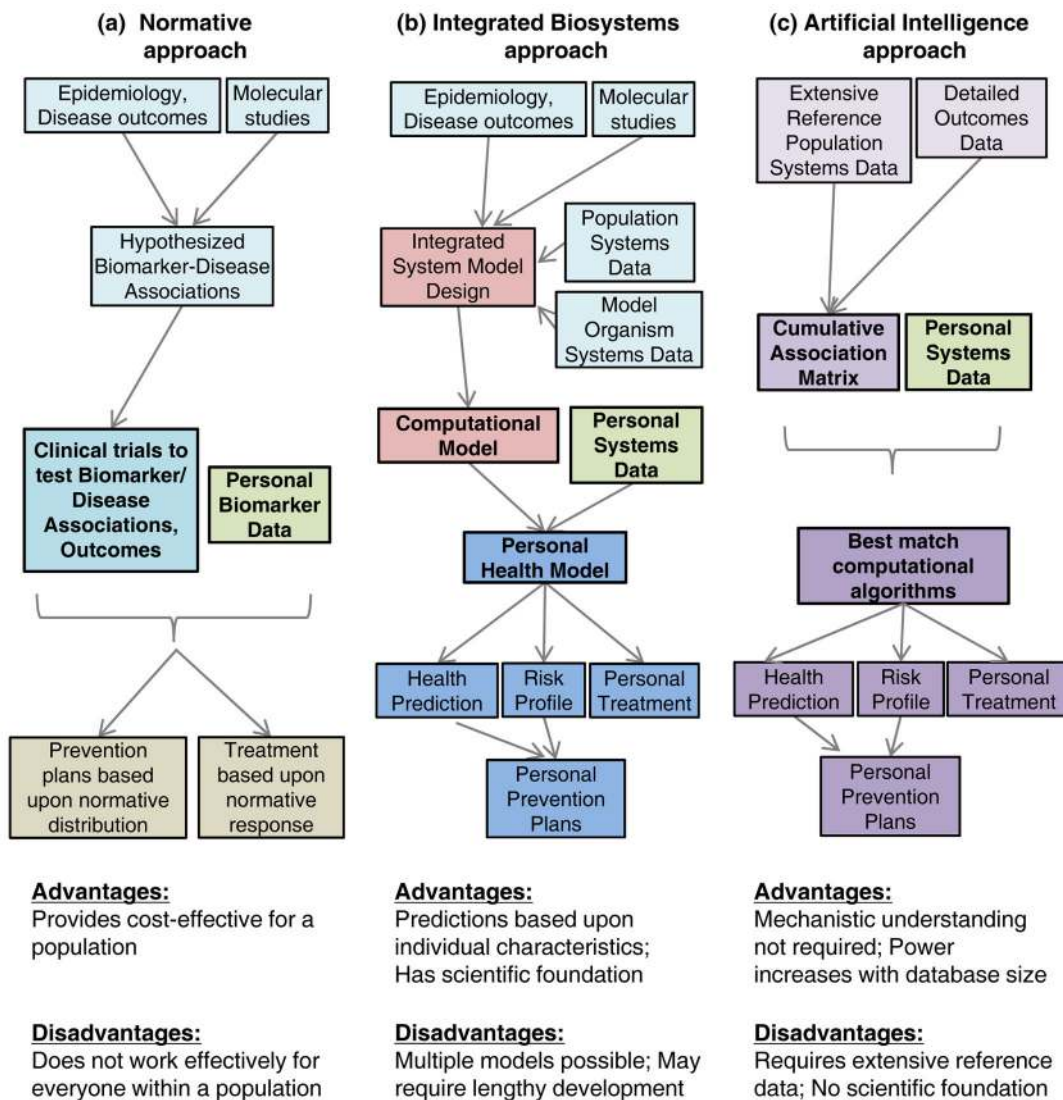 (a) Normative
approach
Epidemiology,
Disease outcomes
Molecular
studies
Hypothesized
Biomarker-Disease
Associations
Clinical trials to
test Biomarker/
Disease
Associations,
Outcomes
Personal
Biomarker
Data
Prevention
plans based
upon normative
distribution
Treatment
based upon
normative
response
Advantages:
Provides cost-effective for a
population
Disadvantages:
Does not work effectively for
everyone within a population
(b) Integrated Biosystems
approach
Epidemiology,
Disease outcomes
Molecular
studies
Integrated
System Model
Design
Population
Systems
Data
Model
Organism
Systems Data
Computational
Model
Personal
Systems
Data
Personal
Health Model
Health
Prediction
Risk
Profile
Personal
Treatment
Personal
Prevention
Plans
Advantages:
Predictions based upon
individual characteristics;
Has scientific foundation
Disadvantages:
Multiple models possible; May
require lengthy development
(c) Artificial Intelligence
approach
Extensive
Reference
Population
Systems Data
Detailed
Outcomes
Data
Cumulative
Association
Matrix
Personal
Systems
Data
Best match
computational
algorithms
Health
Prediction
Risk
Profile
Personal
Treatment
Personal
Prevention
Plans
Advantages:
Mechanistic understanding
not required; Power
increases with database size
Disadvantages:
Requires extensive reference
data; No scientific foundation